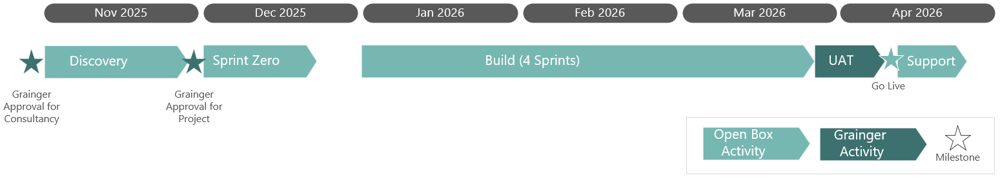 Nov 2025
Dec 2025
Jan 2026
Feb 2026
Mar 2026
Apr 2026
Discovery
Sprint Zero
Build (4 Sprints)
UAT
Support
Grainger
Approval for
Consultancy
Grainger
Approval for
Project
Go Live
Open Box
Activity
Grainger
Activity
Milestone